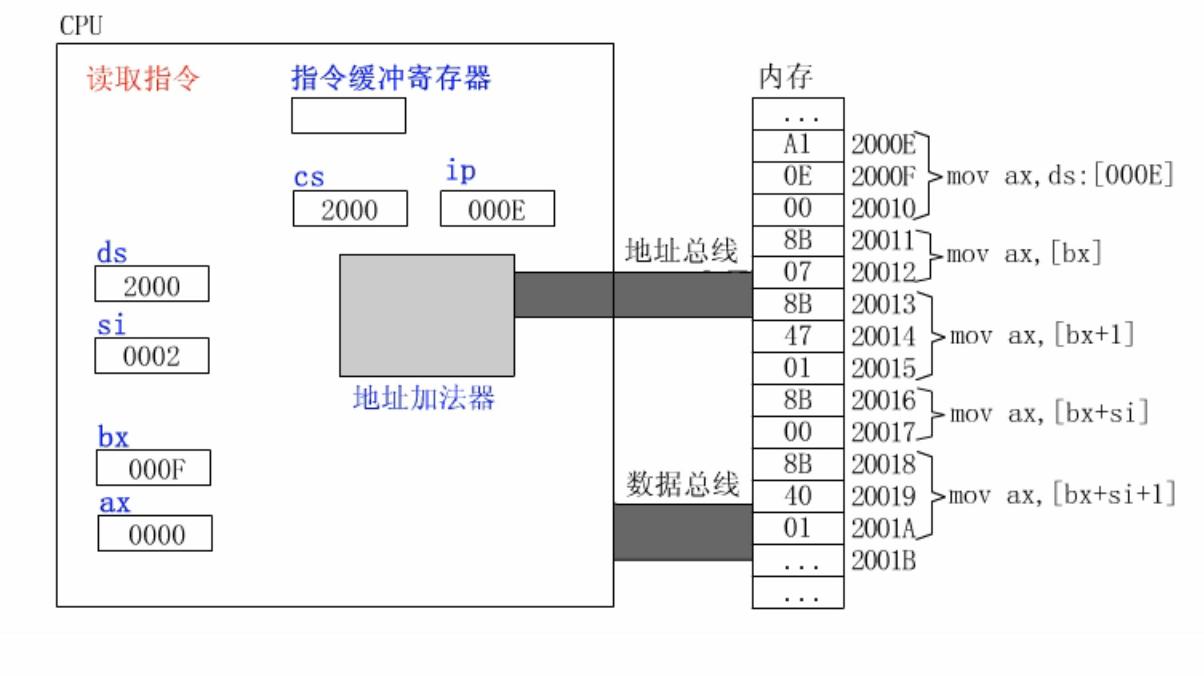 CPU
读取指令
指令缓冲寄存器
cs
2000
ip
000E
ds
2000
si
0002
地址加法器
bx
000F
ax
0000
地址总线
数据总线
内存
...
A1 2000E
0E 2000F mov ax,ds:[000E]
00 20010
8B 20011 mov ax,[bx]
07 20012
8B 20013
47 20014 mov ax,[bx+1]
01 20015
8B 20016 mov ax,[bx+si]
00 20017
8B 20018
40 20019 mov ax,[bx+si+1]
01 2001A
... 2001B
...